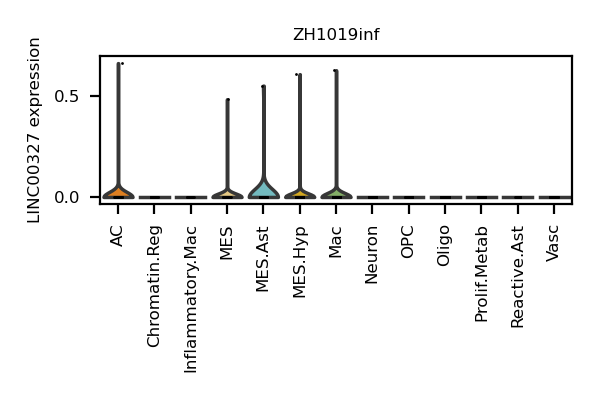 ZH1019inf
LINC00327 expression
0.5
0.0
AC
Chromatin.Reg
Inflammatory.Mac
MES
MES.Ast
MES.Hyp
Mac
Neuron
OPC
Oligo
Prolif.Metab
Reactive.Ast
Vasc